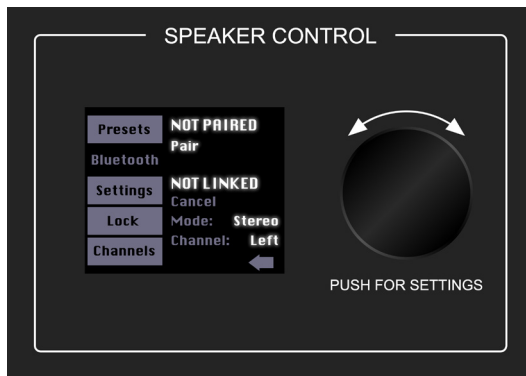 SPEAKER CONTROL
Presets
Bluetooth
Settings
Lock
Channels
NOT PAIRED
Pair
NOT LINKED
Cancel
Mode: Stereo
Channel: Left
PUSH FOR SETTINGS